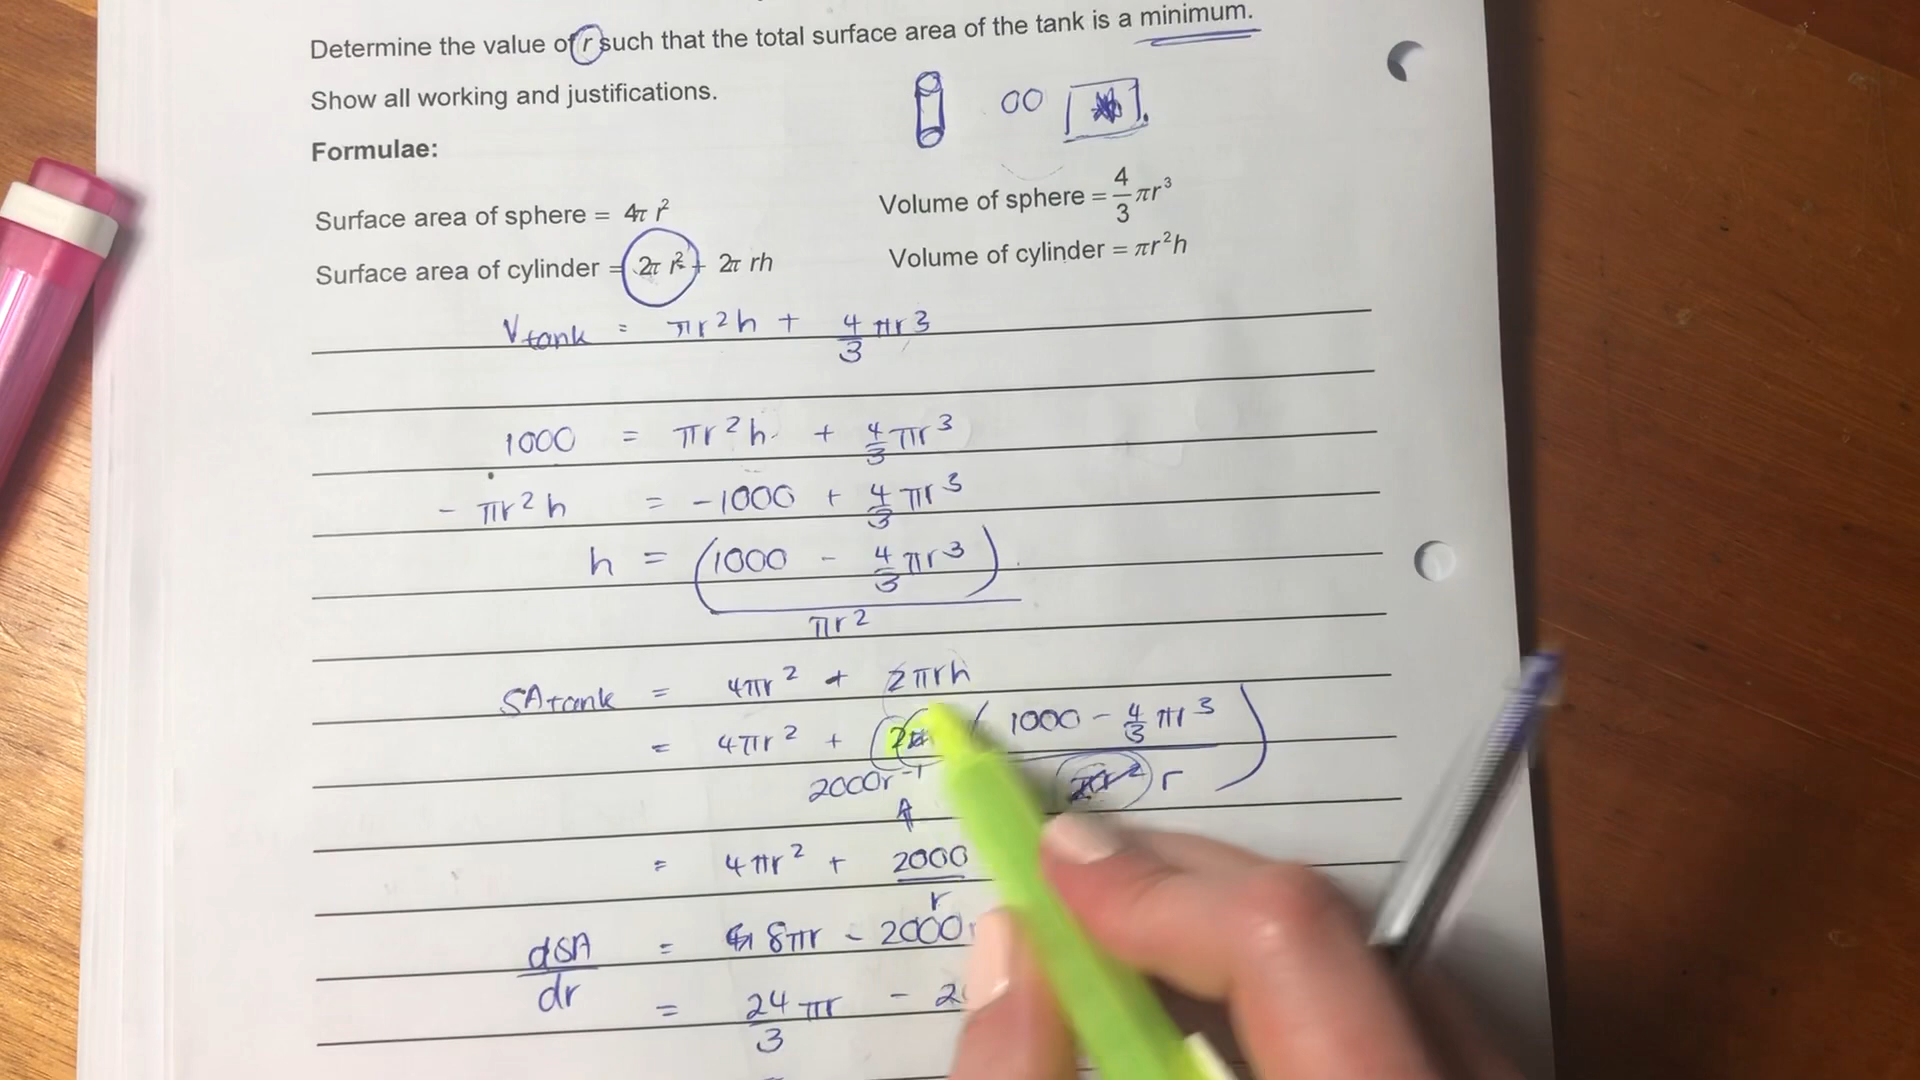 Determine the value of r such that the total surface area of the tank is a minimum.
Show all working and justifications.
Formulae:
Surface area of sphere = 4π r²
Volume of sphere = 4/3 πr³
Surface area of cylinder = 2π r² + 2π rh
Volume of cylinder = πr²h
Vtank = πr²h + 4/3 πr3
1000 = πr²h + 4/3 πr³
- πr²h = -1000 + 4/3 πr³
h = (1000 - 4/3 πr³) / πr²
SAtank = 4πr² + 2πrh
= 4πr² + ( 1000 - 4/3 πr³ )
2000r⁻¹ r
= 4πr² + 2000/r
dSA/dr = 8πr - 2000
= 24/3 πr -